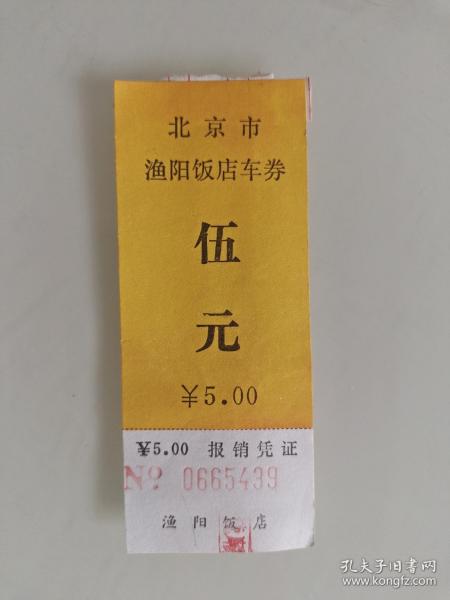 北京市
渔阳饭店车券
伍
元
¥5.00
¥5.00 报销凭证
Nº 0665439
渔阳饭店
孔夫子旧书网
www.kongfz.com